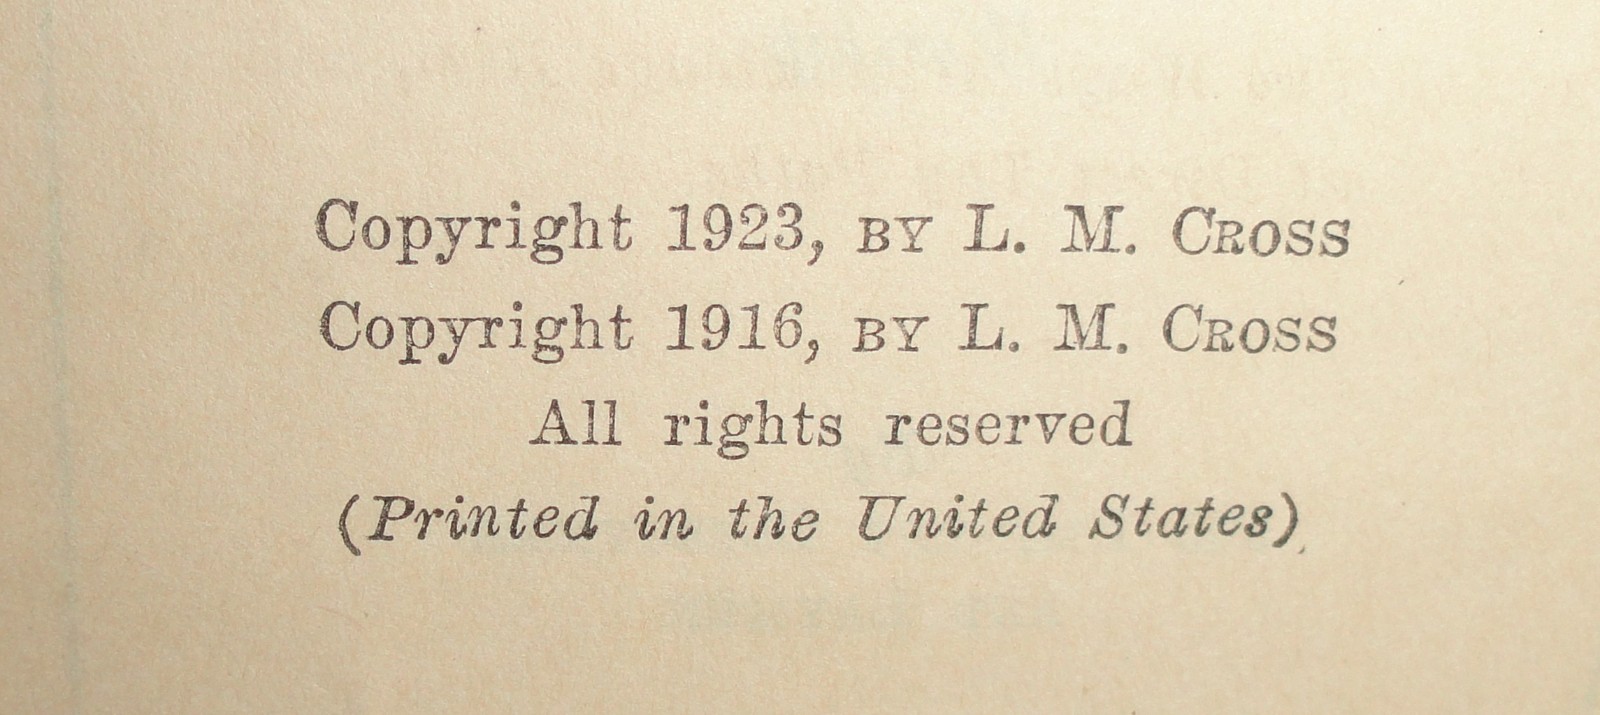 Copyright 1923, BY L. M. CROSS
Copyright 1916, BY L. M. CROSS
All rights reserved
(Printed in the United States)